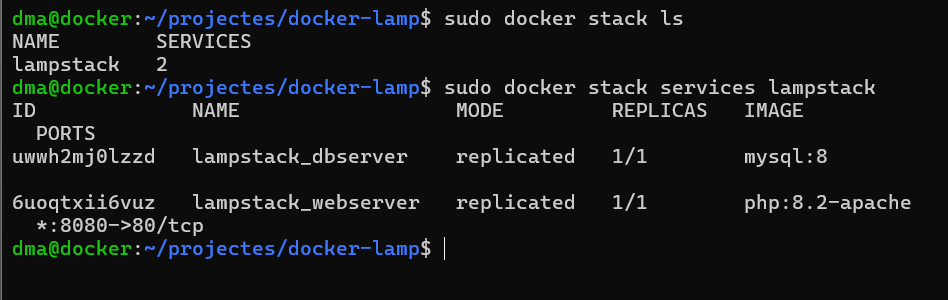 dma@docker:~/projectes/docker-lamp$ sudo docker stack ls
NAME        SERVICES
lampstack   2
dma@docker:~/projectes/docker-lamp$ sudo docker stack services lampstack
ID             NAME                  MODE         REPLICAS   IMAGE
  PORTS
uwwh2mj0lzzd   lampstack_dbserver    replicated   1/1        mysql:8
6uoqtxii6vuz   lampstack_webserver   replicated   1/1        php:8.2-apache
  *:8080->80/tcp
dma@docker:~/projectes/docker-lamp$